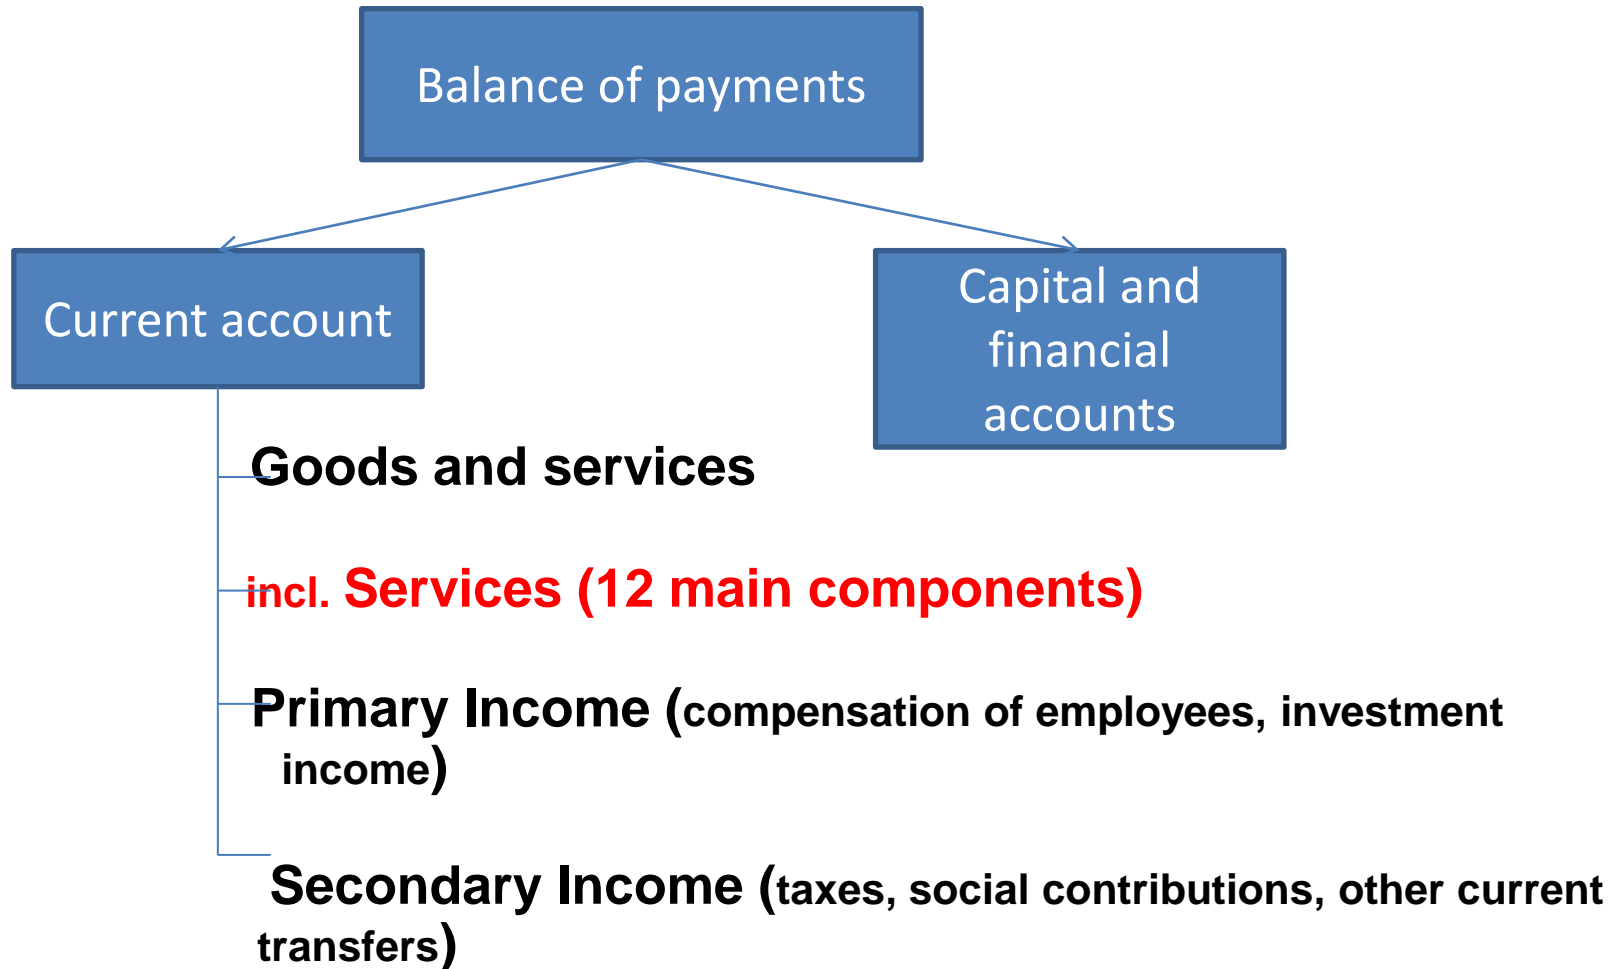 Balance of payments
Current account
Capital and
financial
accounts
Goods and services
incl. Services (12 main components)
Primary Income (compensation of employees, investment
income)
Secondary Income (taxes, social contributions, other current
transfers)